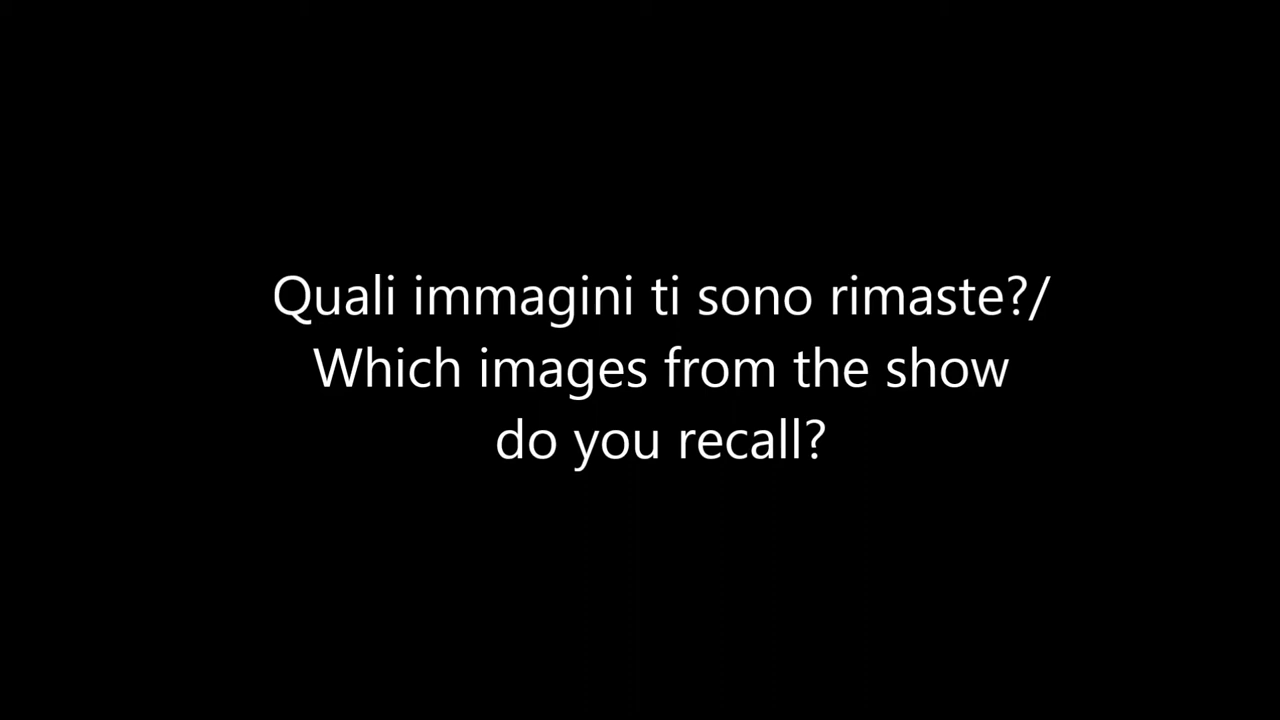 Quali immagini ti sono rimaste?/
Which images from the show
do you recall?